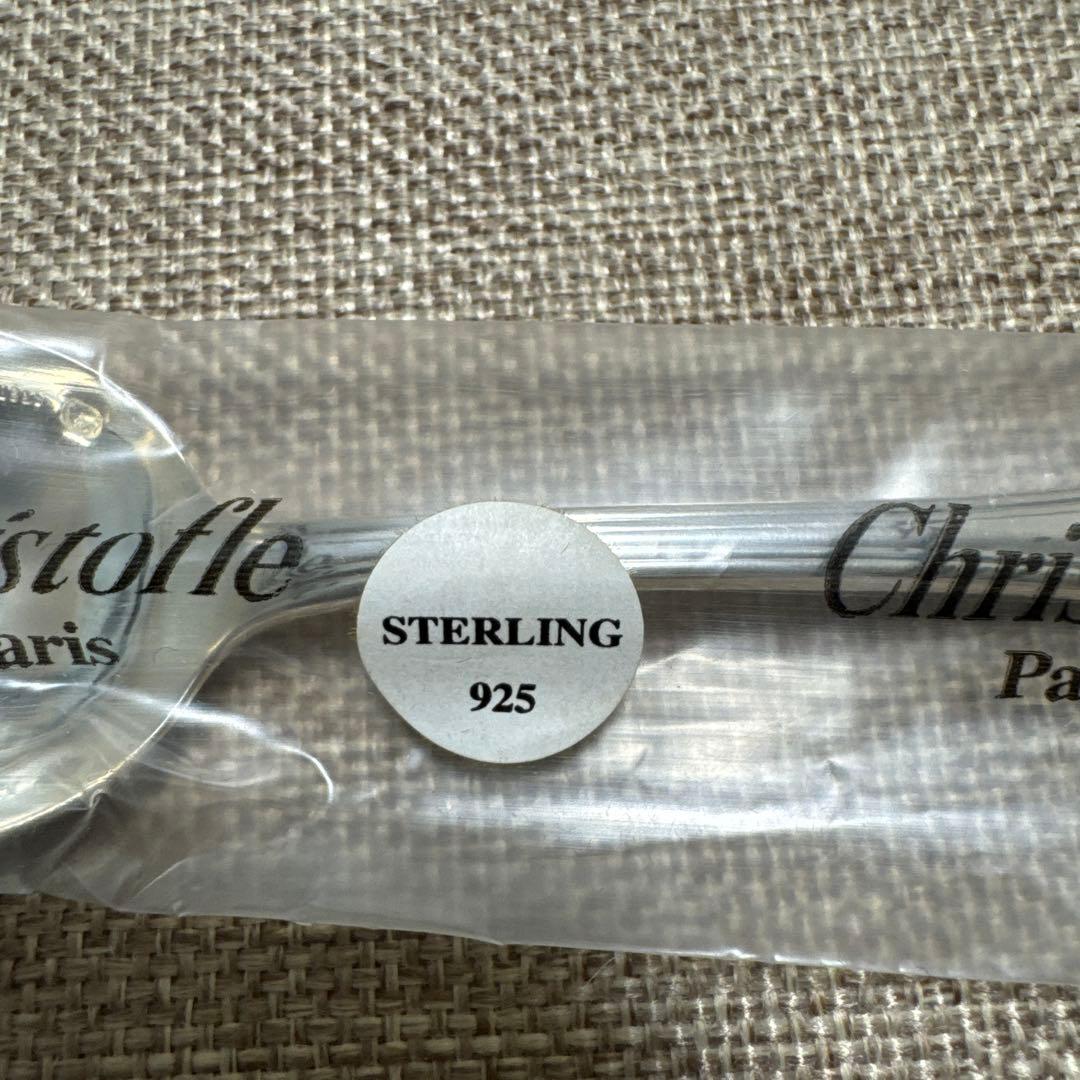 istofle
aris
STERLING
925
Chris
Pa